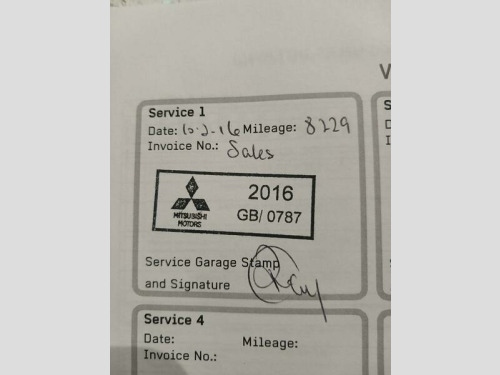 V
Service 1
Date: 10.2.16 Mileage: 8229
Invoice No.: Sales
MITSUBISHI
MOTORS
2016
GB/ 0787
Service Garage Stamp
and Signature
Service 4
Date: Mileage:
Invoice No.: